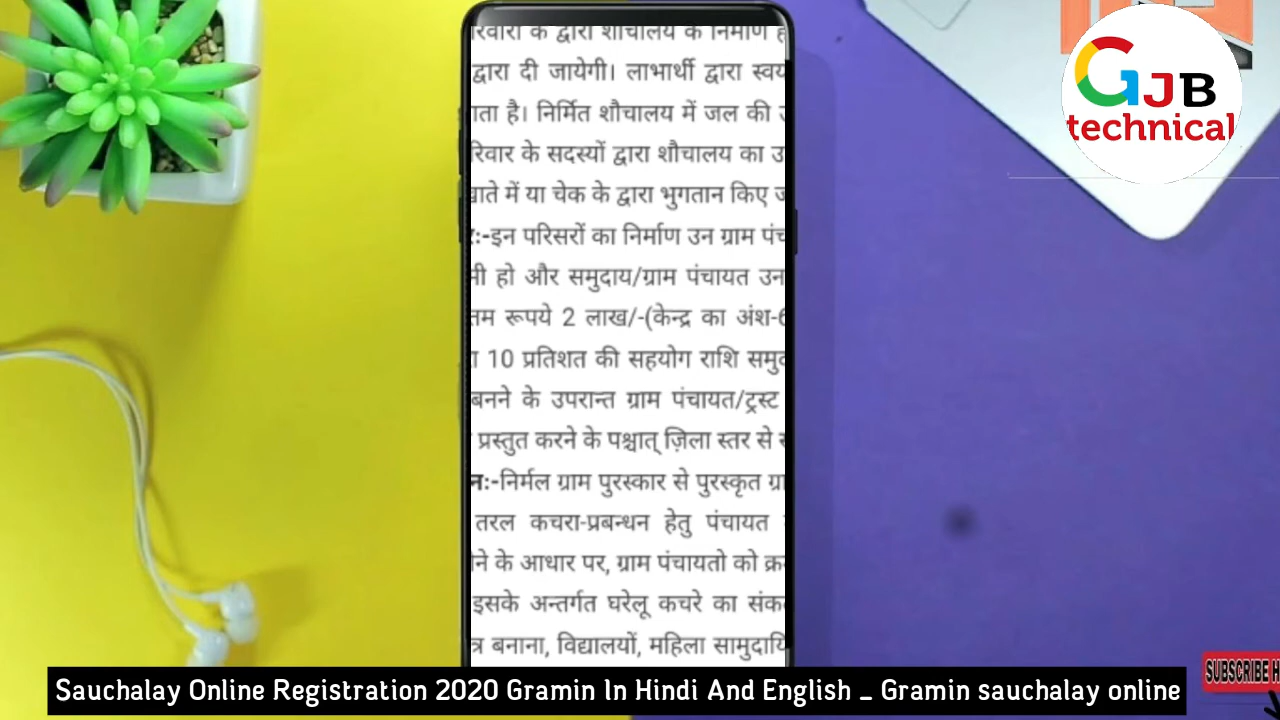 के द्वारा शौचालय के निर्माण
द्वारा दी जायेगी। लाभार्थी द्वारा
है। निर्मित शौचालय में जल की
के सदस्यों द्वारा शौचालय का
में या चेक के द्वारा भुगतान किए
:-इन परिसरों का निर्माण उन ग्राम
हो और समुदाय/ग्राम पंचायत उन
रूपये 2 लाख/-(केन्द्र का अंश-
10 प्रतिशत की सहयोग राशि
बनने के उपरान्त ग्राम पंचायत/ट्रस्ट
प्रस्तुत करने के पश्चात् ज़िला स्तर से
:-निर्मल ग्राम पुरस्कार से पुरस्कृत
तरल कचरा-प्रबन्धन हेतु पंचायत
के आधार पर, ग्राम पंचायतो को
इसके अन्तर्गत घरेलू कचरे का
बनाना, विद्यालयों, महिला
GJB
technical
SUBSCRIBE
Sauchalay Online Registration 2020 Gramin In Hindi And English _ Gramin sauchalay online